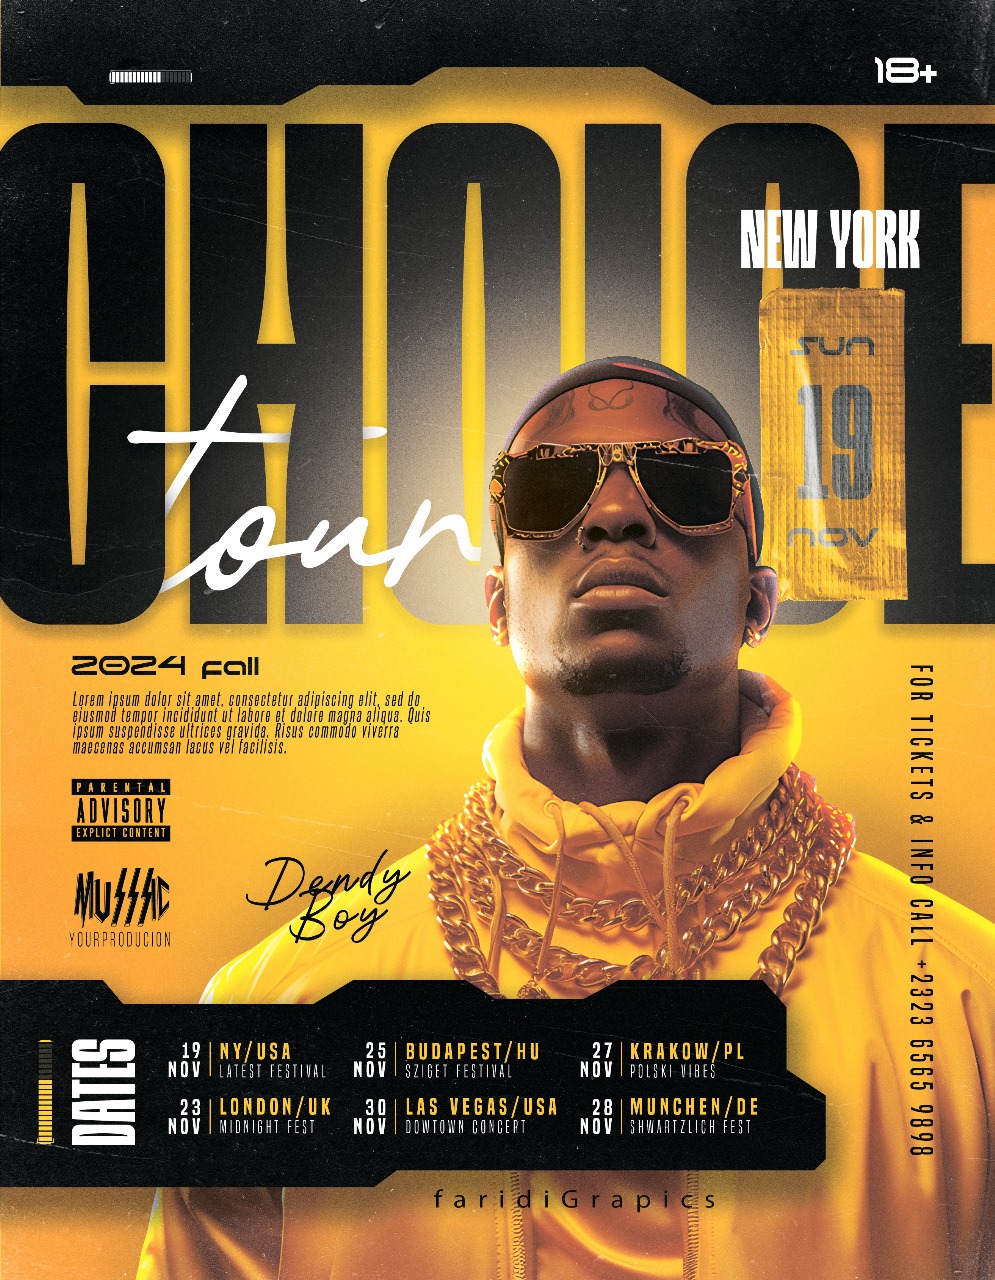 18+
CHOICE
NEW YORK
SUN
19
NOV
tour
2024 fall
Lorem ipsum dolor sit amet, consectetur adipiscing elit, sed do
eiusmod tempor incididunt ut labore et dolore magna aliqua. Quis
ipsum suspendisse ultrices gravida. Risus commodo viverra
maecenas accumsan lacus vel facilisis.
PARENTAL
ADVISORY
EXPLICT CONTENT
MUSSSIC
YOURPRODUCION
Dendy
Boy
FOR TICKETS & INFO CALL +2323 6565 9898
DATES
19 NOV
NY/USA
LATEST FESTIVAL
25 NOV
BUDAPEST/HU
SZIGET FESTIVAL
27 NOV
KRAKOW/PL
POLSKI VIBES
23 NOV
LONDON/UK
MIDNIGHT FEST
30 NOV
LAS VEGAS/USA
DOWTOWN CONCERT
28 NOV
MUNCHEN/DE
SHWARTZLICH FEST
faridiGrapics